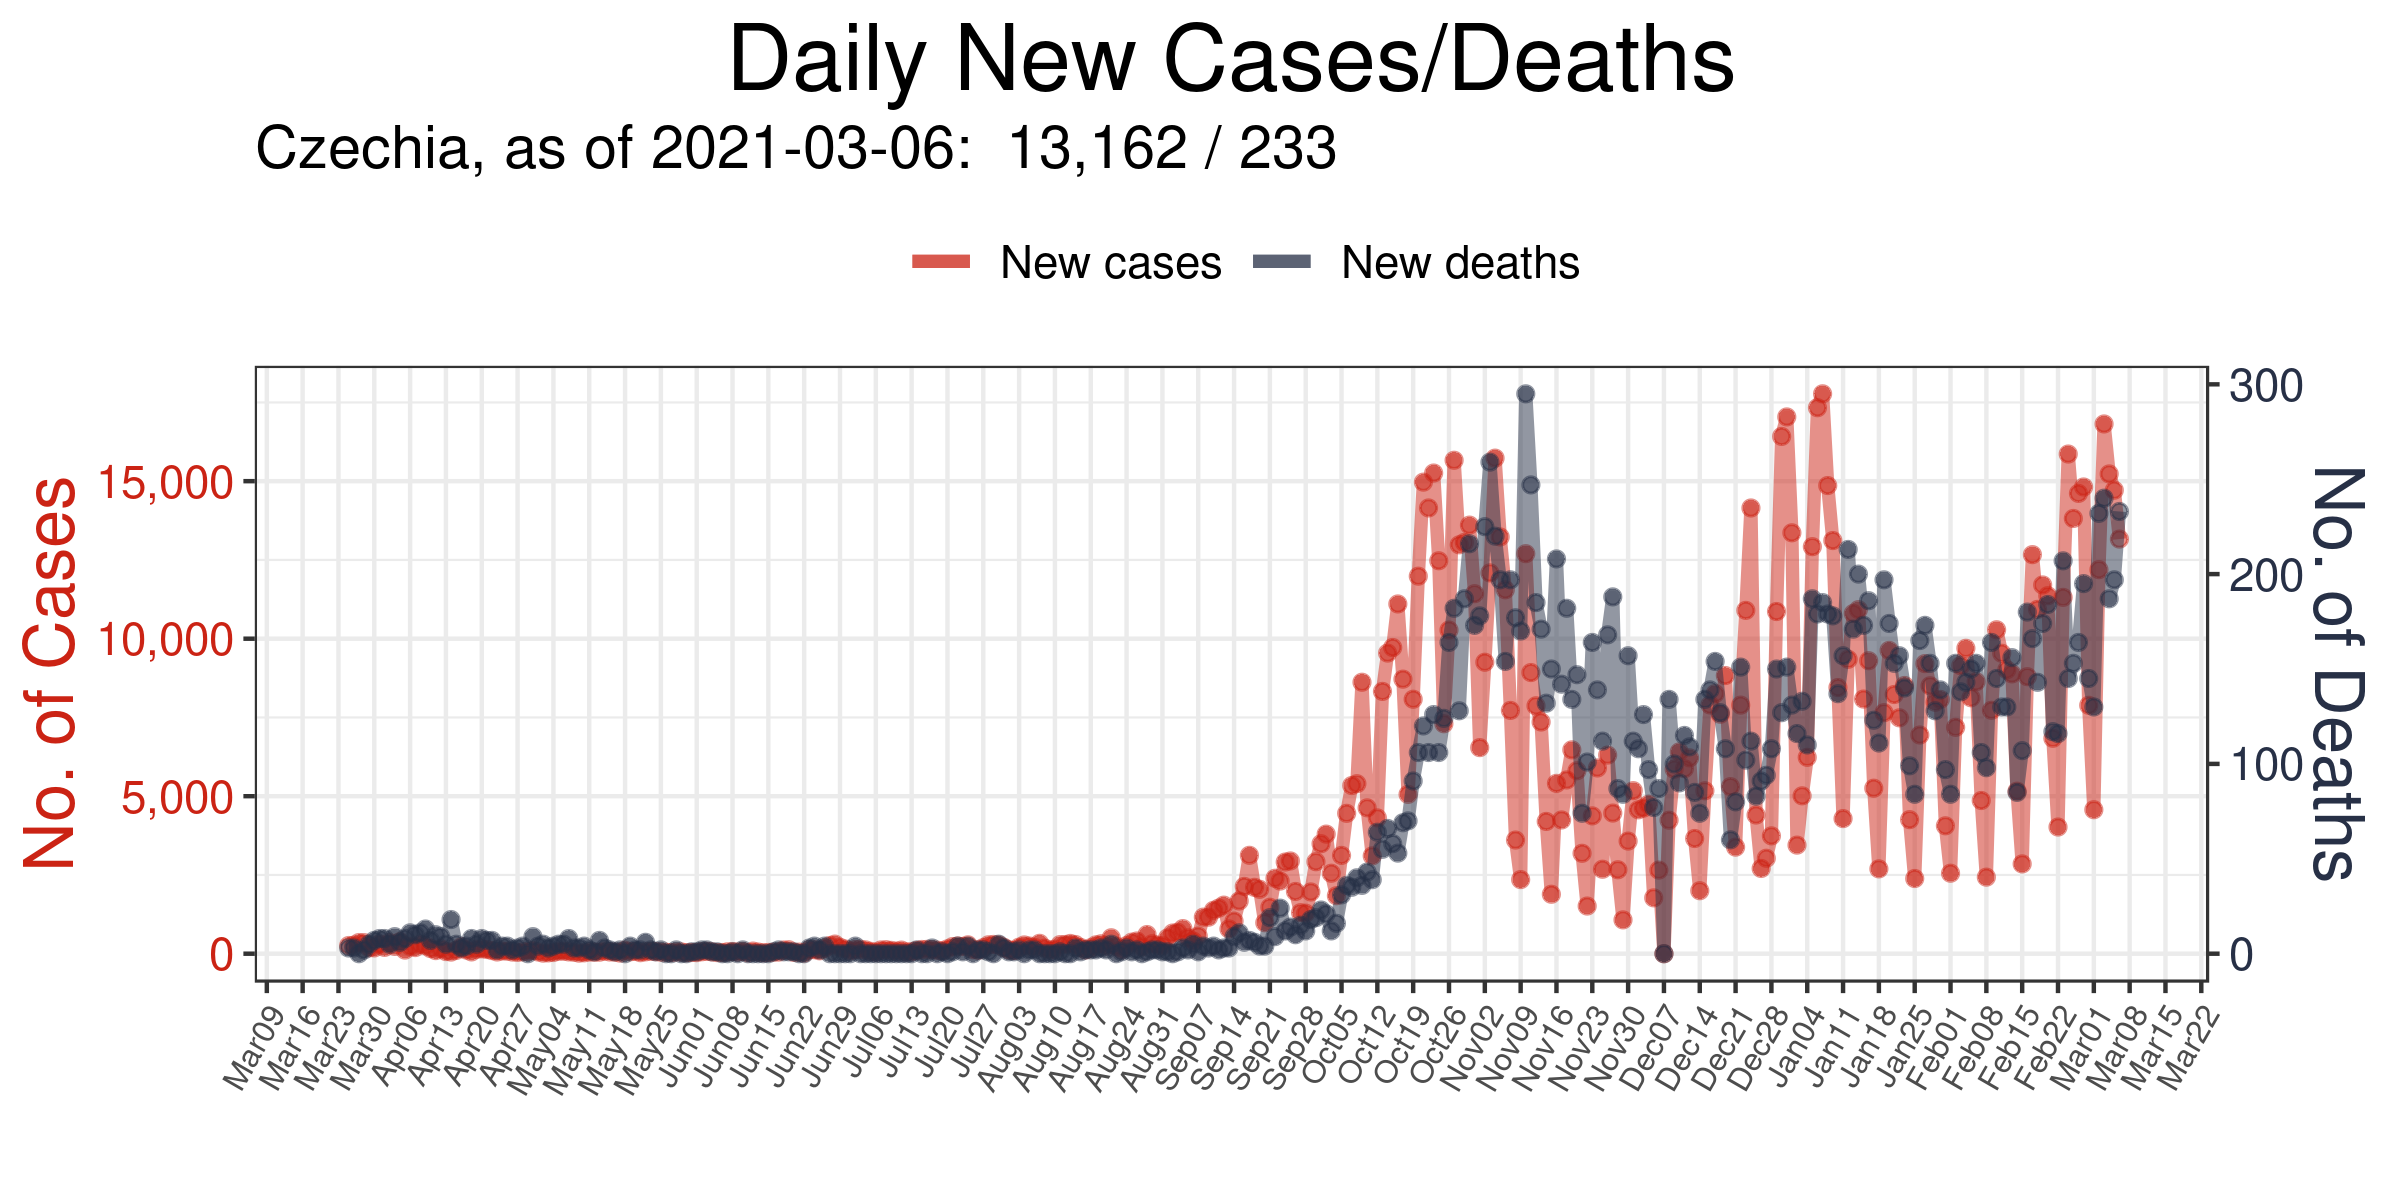 Daily New Cases/Deaths
Czechia, as of 2021-03-06: 13,162 / 233
New cases
New deaths
No. of Cases
15,000
10,000
5,000
0
300
200
100
0
No. of Deaths
Mar09
Mar16
Mar23
Mar30
Apr06
Apr13
Apr20
Apr27
May04
May11
May18
May25
Jun01
Jun08
Jun15
Jun22
Jun29
Jul06
Jul13
Jul20
Jul27
Aug03
Aug10
Aug17
Aug24
Aug31
Sep07
Sep14
Sep21
Sep28
Oct05
Oct12
Oct19
Oct26
Nov02
Nov09
Nov16
Nov23
Nov30
Dec07
Dec14
Dec21
Dec28
Jan04
Jan11
Jan18
Jan25
Feb01
Feb08
Feb15
Feb22
Mar01
Mar08
Mar15
Mar22